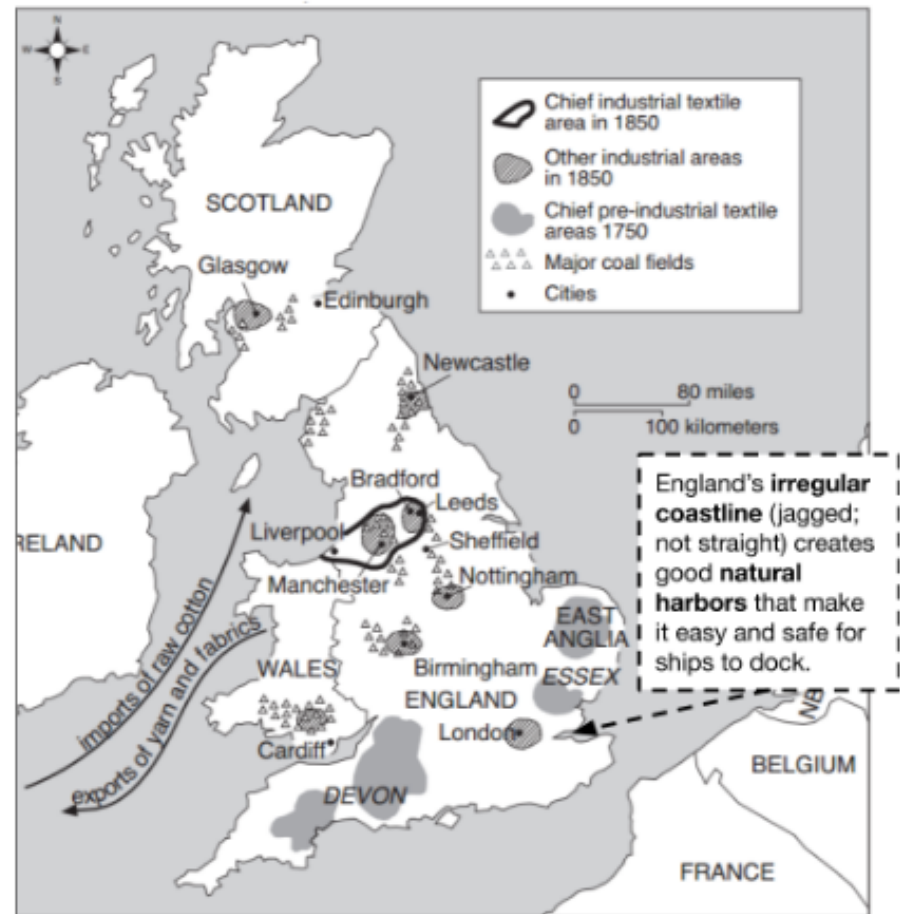 N
W E
S
Chief industrial textile
area in 1850
Other industrial areas
in 1850
Chief pre-industrial textile
areas 1750
Major coal fields
Cities
SCOTLAND
Glasgow
Edinburgh
Newcastle
0 80 miles
0 100 kilometers
England's irregular
coastline (jagged;
not straight) creates
good natural
harbors that make
it easy and safe for
ships to dock.
Bradford
Leeds
Liverpool
Sheffield
RELAND
Manchester
Nottingham
EAST
ANGLIA
imports of raw cotton
exports of yarn and fabrics
WALES
Birmingham
ESSEX
ENGLAND
London
Cardiff
NB
BELGIUM
DEVON
FRANCE